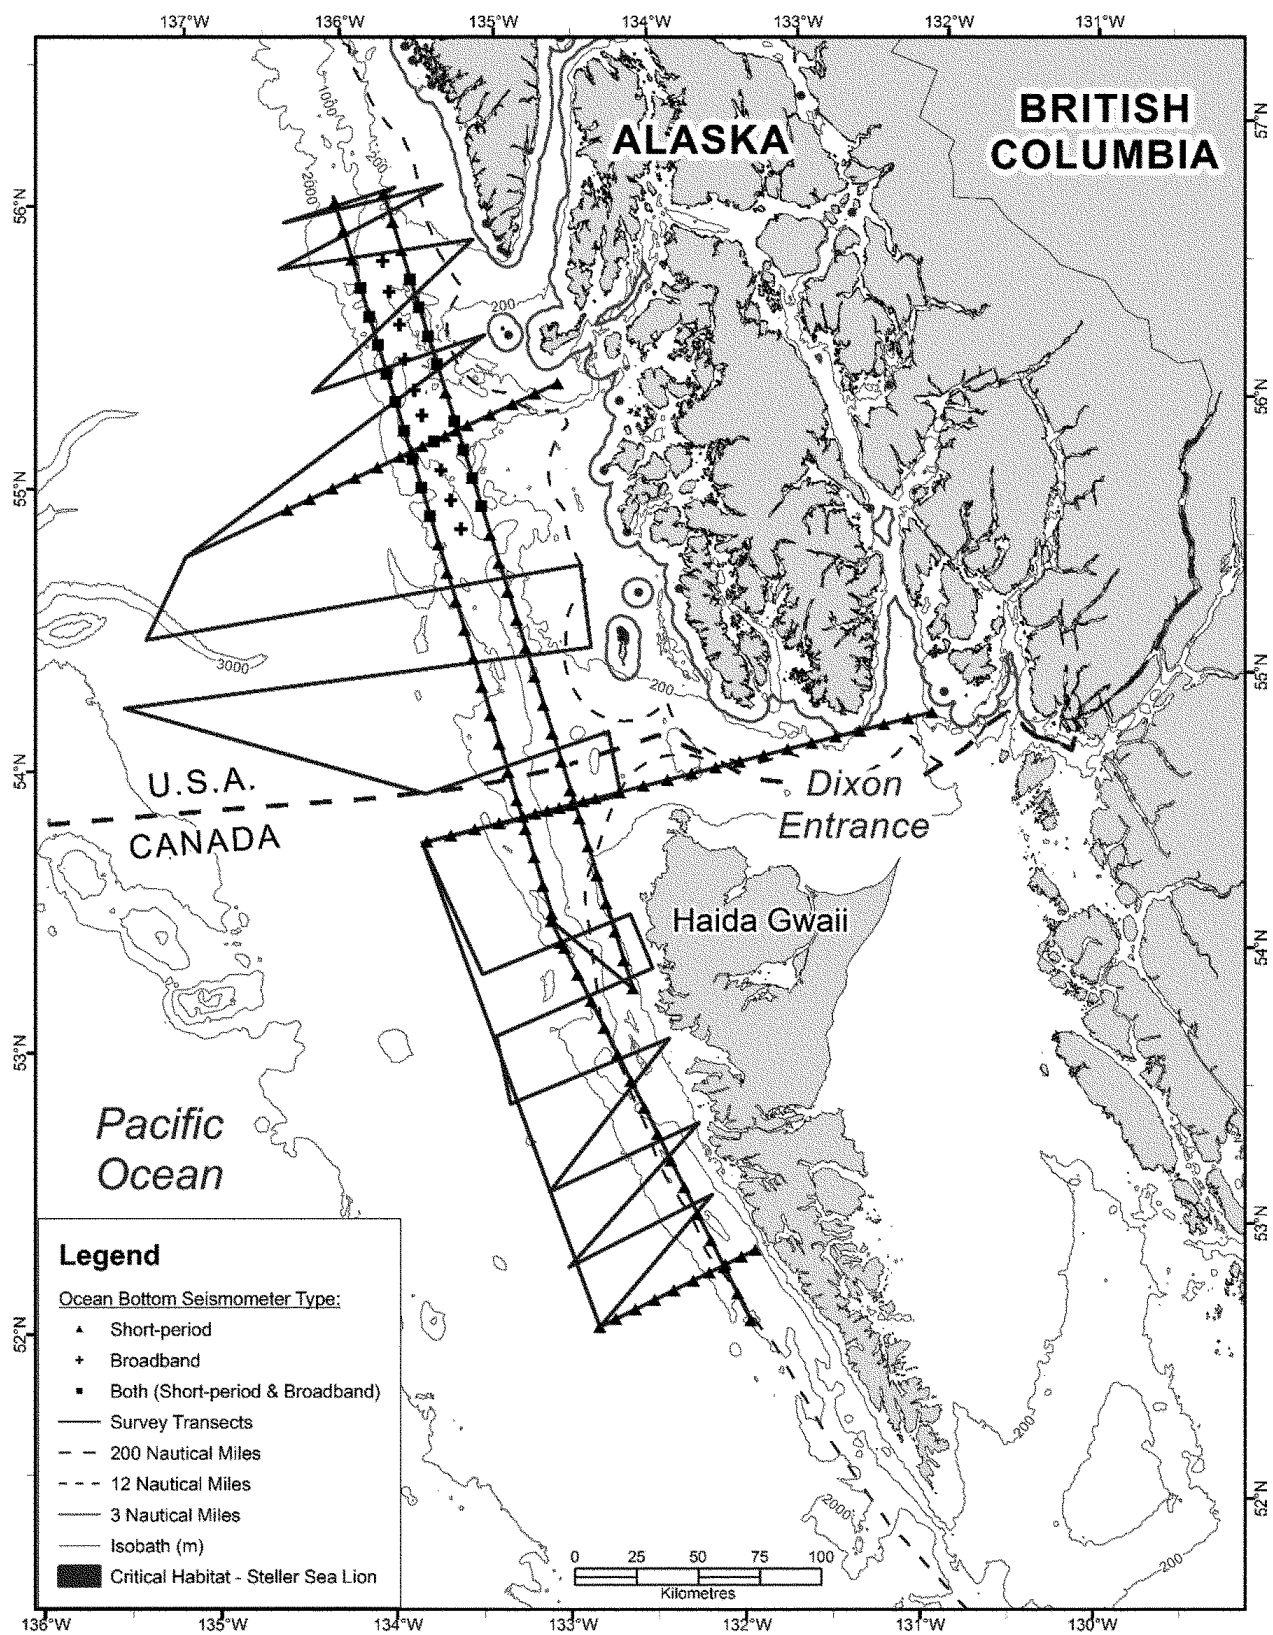 137°W 136°W 135°W 134°W 133°W 132°W 131°W
57°N
56°N
55°N
54°N
53°N
52°N
56°N
55°N
54°N
53°N
52°N
136°W 135°W 134°W 133°W 132°W 131°W 130°W
BRITISH
COLUMBIA
ALASKA
1000
200
2000
200
3000
200
U.S.A.
CANADA
Dixon
Entrance
Haida Gwaii
Pacific
Ocean
200
2000
200
Legend
Ocean Bottom Seismometer Type:
Short-period
Broadband
Both (Short-period & Broadband)
Survey Transects
200 Nautical Miles
12 Nautical Miles
3 Nautical Miles
Isobath (m)
Critical Habitat - Steller Sea Lion
0 25 50 75 100
Kilometres